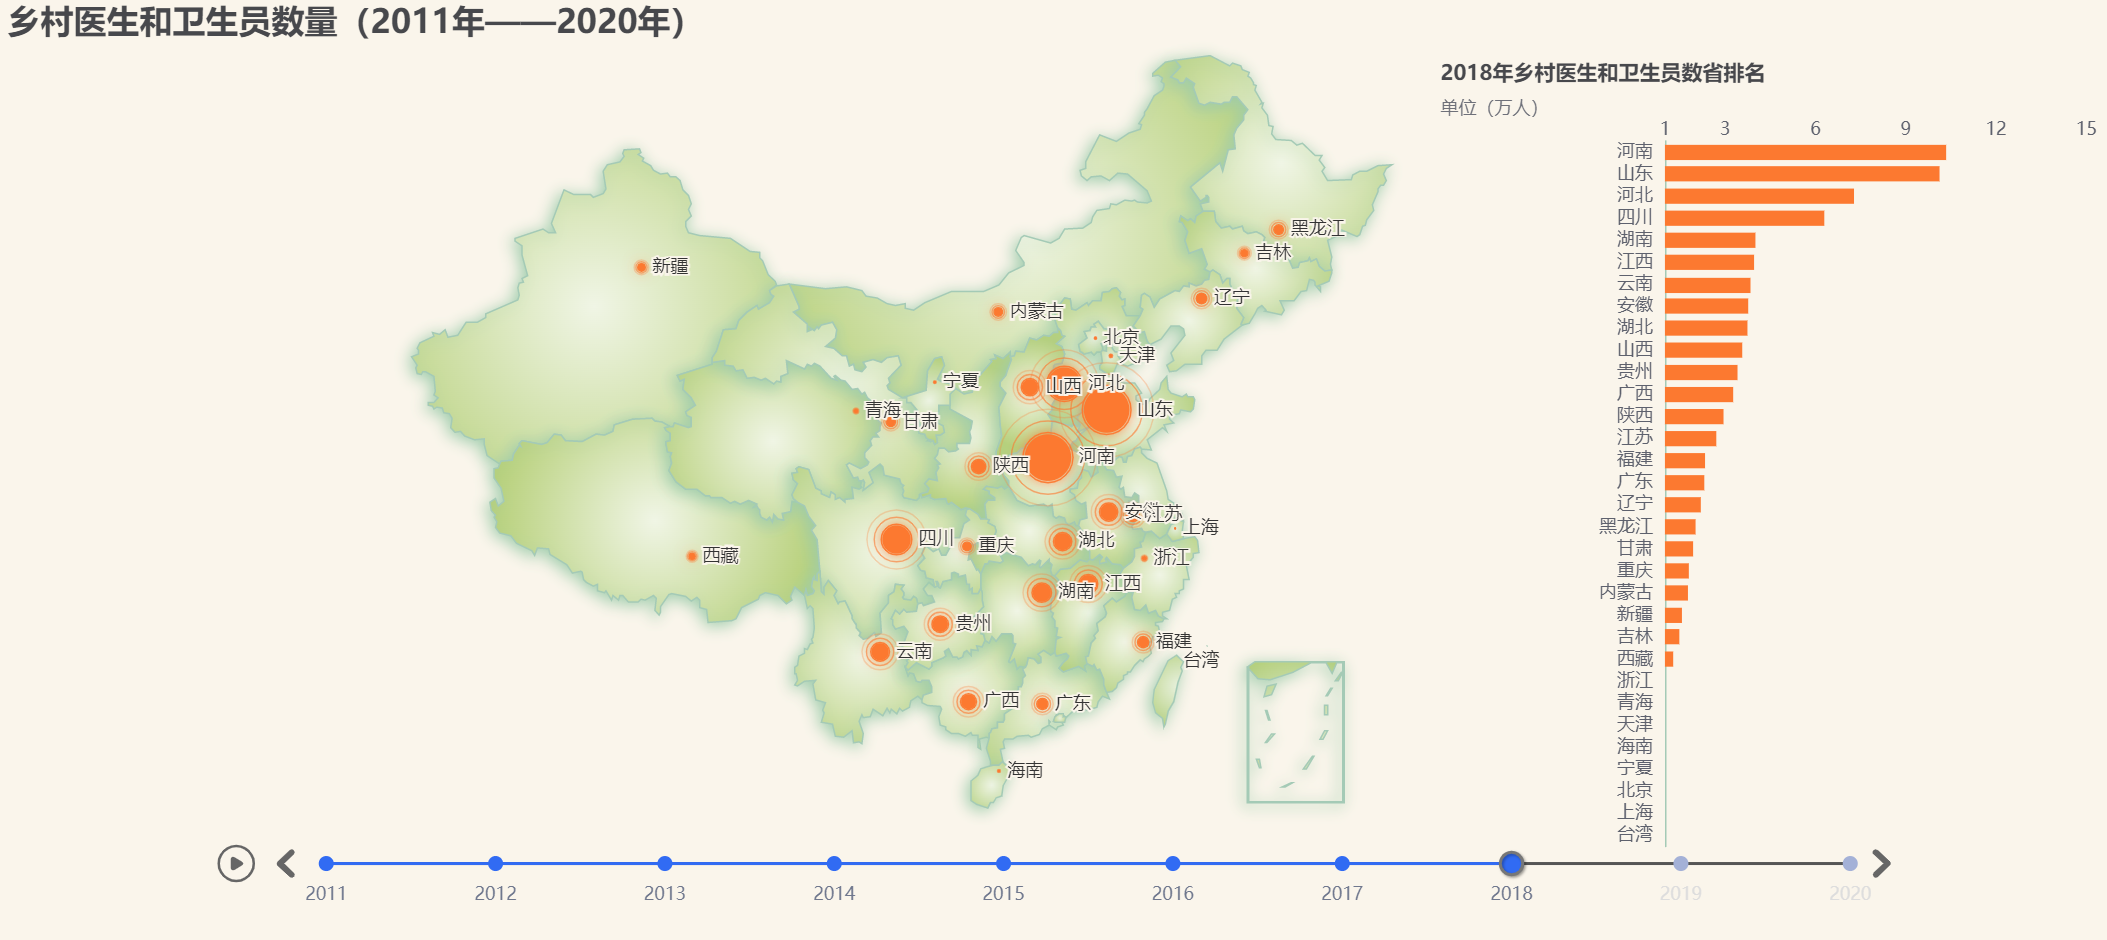 乡村医生和卫生员数量（2011年——2020年）
2018年乡村医生和卫生员数省排名
单位（万人）
1 3 6 9 12 15
河南
山东
河北
四川
湖南
江西
云南
安徽
湖北
山西
贵州
广西
陕西
江苏
福建
广东
辽宁
黑龙江
甘肃
重庆
内蒙古
新疆
吉林
西藏
浙江
青海
天津
海南
宁夏
北京
上海
台湾
黑龙江
吉林
新疆
辽宁
内蒙古
北京
天津
宁夏
山西
河北
青海
山东
甘肃
河南
陕西
安徽
江苏
上海
四川
湖北
重庆
西藏
浙江
江西
湖南
贵州
福建
云南
台湾
广西
广东
海南
2011 2012 2013 2014 2015 2016 2017 2018 2019 2020